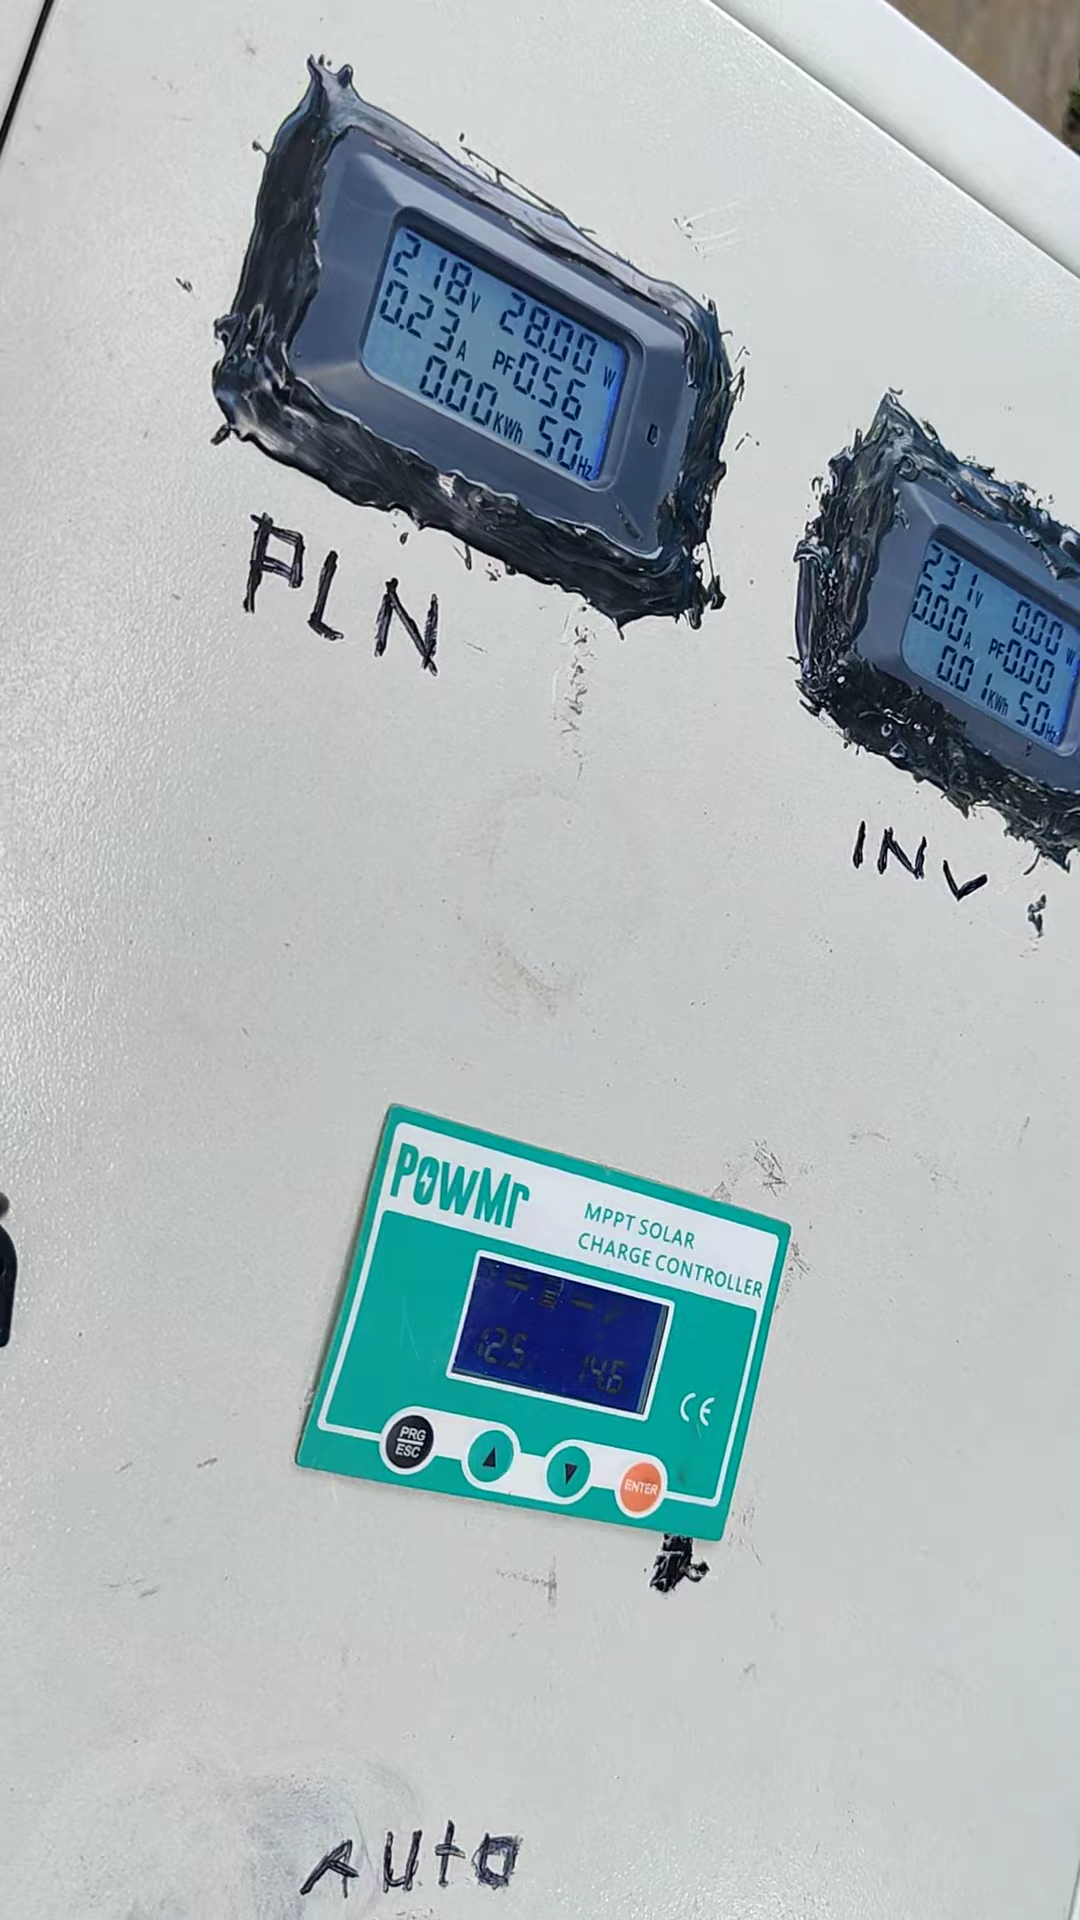 218V 28.00W
0.23A PF0.56
0.00KWh 50Hz
PLN
231V 0.00W
0.00A PF0.00
0.01KWh 50Hz
INV
PowMr
MPPT SOLAR
CHARGE CONTROLLER
12.5 14.6
CE
PRG
ESC
ENTER
AUto